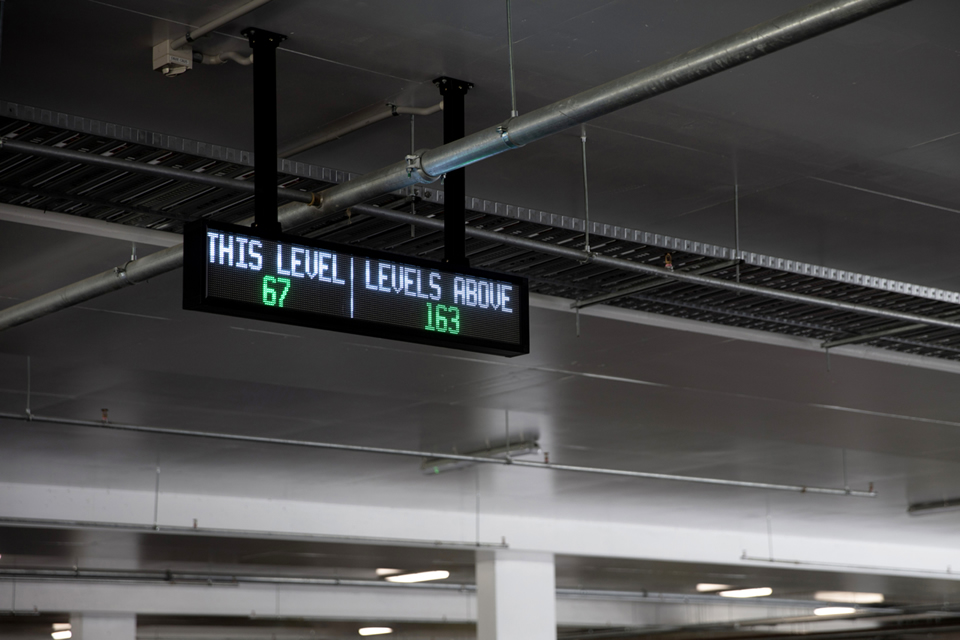 THIS LEVEL | LEVELS ABOVE
67 163